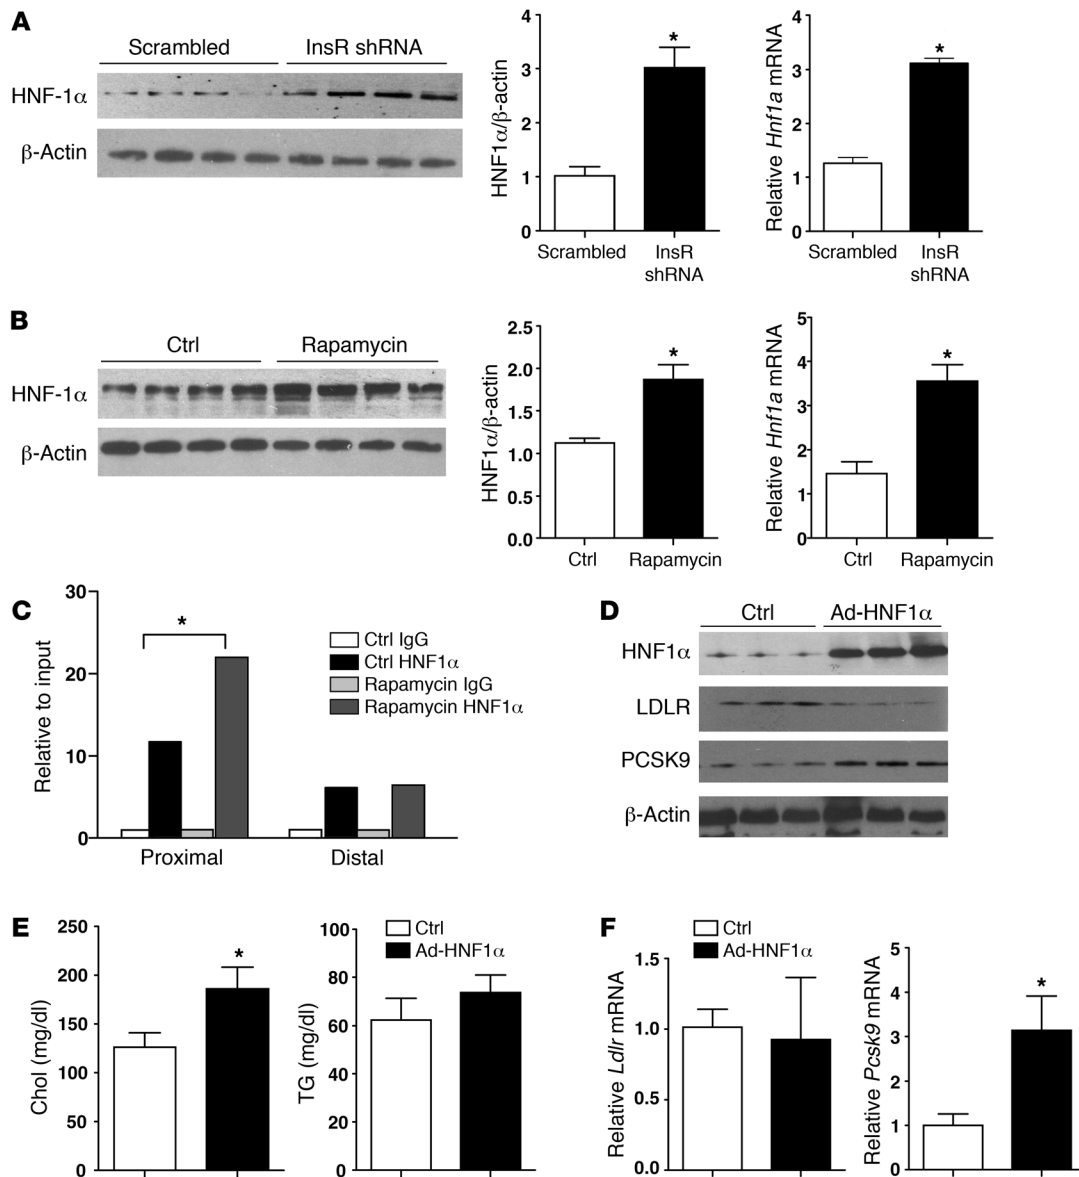 A
Scrambled InsR shRNA
HNF-1α
β-Actin
HNF1α/β-actin
4
3
2
1
0
*
Scrambled InsR
shRNA
Relative Hnf1a mRNA
4
3
2
1
0
*
Scrambled InsR
shRNA
B
Ctrl Rapamycin
HNF-1α
β-Actin
HNF1α/β-actin
2.5
2.0
1.5
1.0
0.5
0.0
*
Ctrl Rapamycin
Relative Hnf1a mRNA
5
4
3
2
1
0
*
Ctrl Rapamycin
C
Relative to input
30
20
10
0
*
Ctrl IgG
Ctrl HNF1α
Rapamycin IgG
Rapamycin HNF1α
Proximal Distal
D
Ctrl Ad-HNF1α
HNF1α
LDLR
PCSK9
β-Actin
E
Chol (mg/dl)
250
200
150
100
50
0
*
TG (mg/dl)
100
80
60
40
20
0
Ctrl
Ad-HNF1α
F
Relative Ldlr mRNA
1.5
1.0
0.5
0.0
Ctrl
Ad-HNF1α
Relative Pcsk9 mRNA
5
4
3
2
1
0
*